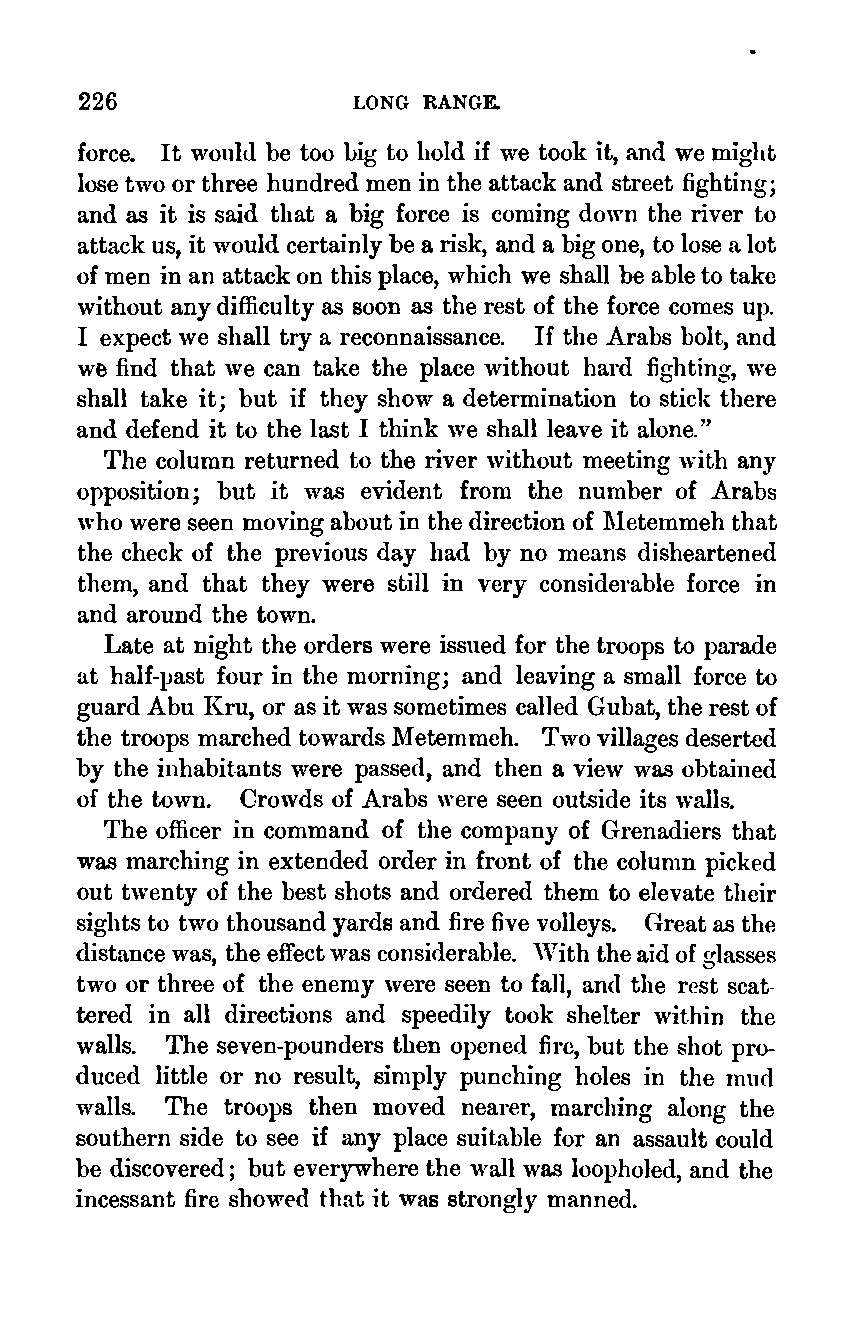 226 LONG RANGE.
force. It would be too big to hold if we took it, and we might
lose two or three hundred men in the attack and street fighting;
and as it is said that a big force is coming down the river to
attack us, it would certainly be a risk, and a big one, to lose a lot
of men in an attack on this place, which we shall be able to take
without any difficulty as soon as the rest of the force comes up.
I expect we shall try a reconnaissance. If the Arabs bolt, and
we find that we can take the place without hard fighting, we
shall take it; but if they show a determination to stick there
and defend it to the last I think we shall leave it alone.”
The column returned to the river without meeting with any
opposition; but it was evident from the number of Arabs
who were seen moving about in the direction of Metemmeh that
the check of the previous day had by no means disheartened
them, and that they were still in very considerable force in
and around the town.
Late at night the orders were issued for the troops to parade
at half-past four in the morning; and leaving a small force to
guard Abu Kru, or as it was sometimes called Gubat, the rest of
the troops marched towards Metemmeh. Two villages deserted
by the inhabitants were passed, and then a view was obtained
of the town. Crowds of Arabs were seen outside its walls.
The officer in command of the company of Grenadiers that
was marching in extended order in front of the column picked
out twenty of the best shots and ordered them to elevate their
sights to two thousand yards and fire five volleys. Great as the
distance was, the effect was considerable. With the aid of glasses
two or three of the enemy were seen to fall, and the rest scat-
tered in all directions and speedily took shelter within the
walls. The seven-pounders then opened fire, but the shot pro-
duced little or no result, simply punching holes in the mud
walls. The troops then moved nearer, marching along the
southern side to see if any place suitable for an assault could
be discovered; but everywhere the wall was loopholed, and the
incessant fire showed that it was strongly manned.